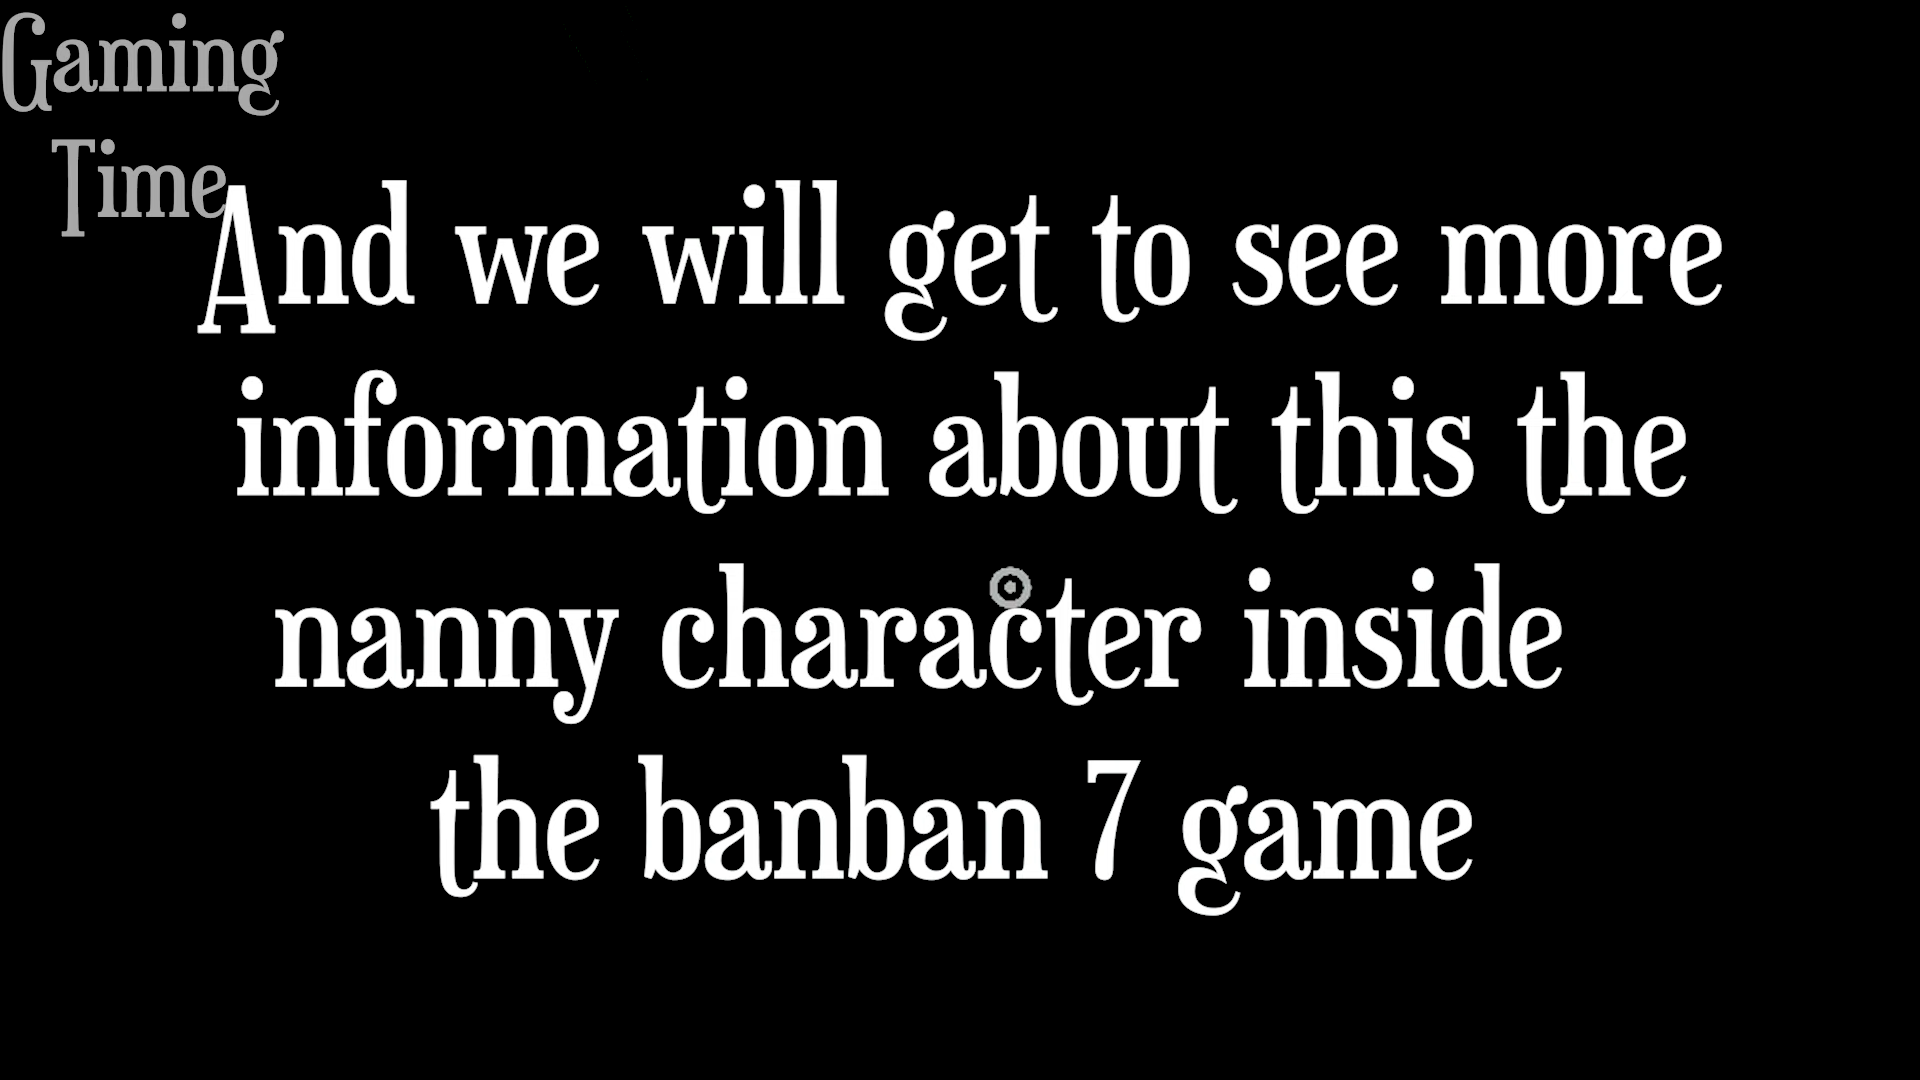 Gaming
Time
And we will get to see more
information about this the
nanny character inside
the banban 7 game